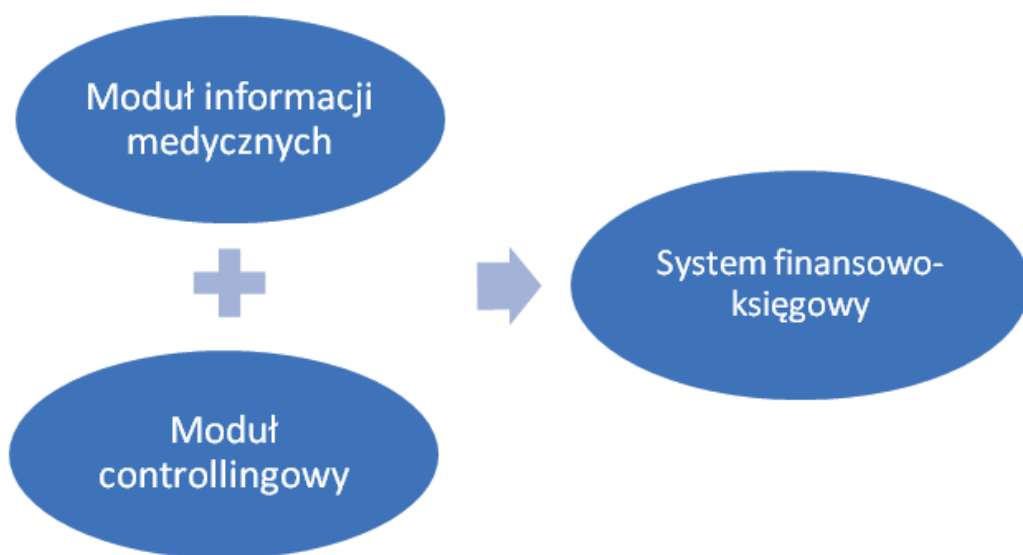 Moduł informacji
medycznych
System finansowo-
księgowy
Moduł
controllingowy